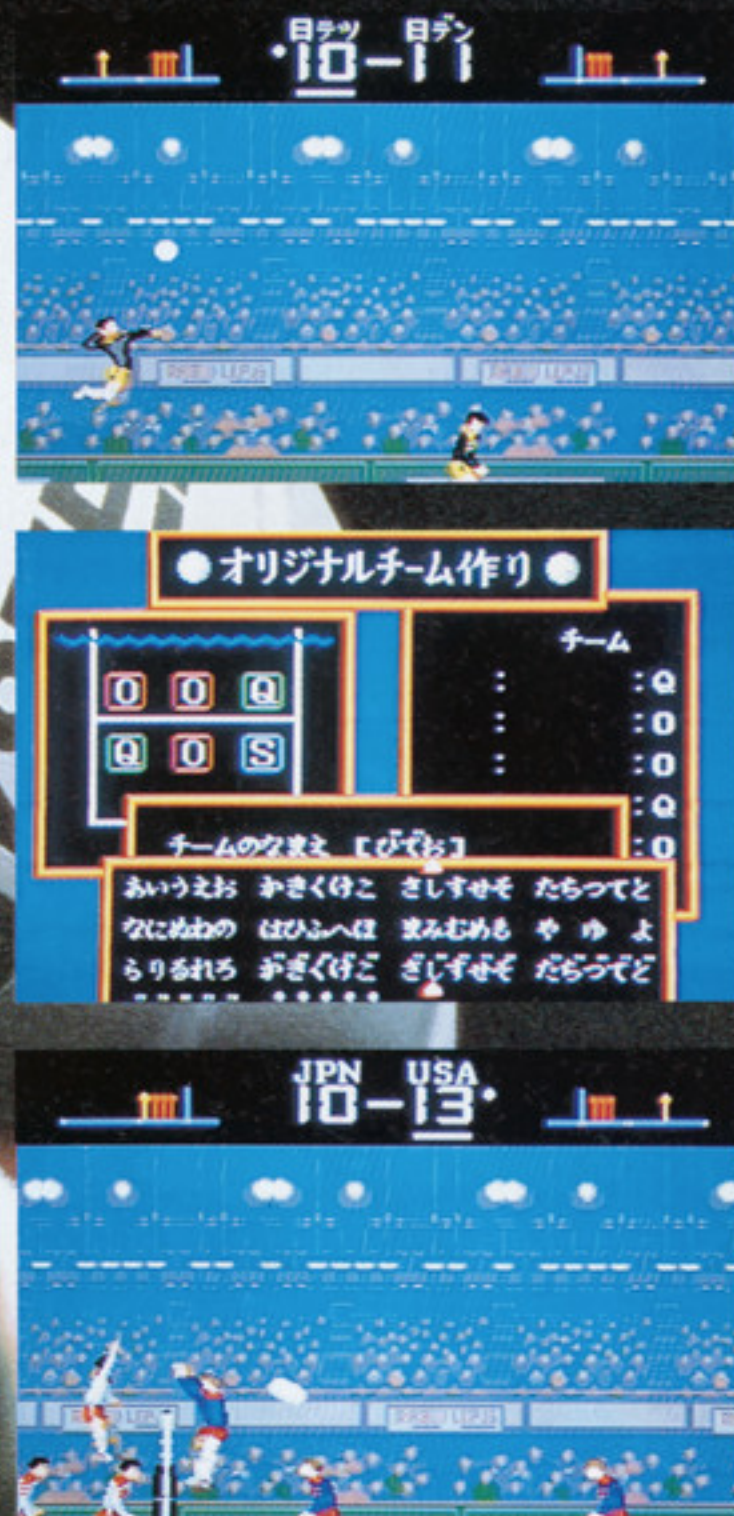 日テツ 日デン
10-11
●オリジナルチーム作り●
O O Q
Q O S
チーム
: :Q
: :O
: :O
:Q
:O
チームのなまえ [びでお]
あいうえお かきくけこ さしすせそ たちつてと
なにぬねの はひふへほ まみむめも や ゆ よ
らりるれろ がぎぐげご ざじずぜぞ だぢづでど
JPN USA
10-13